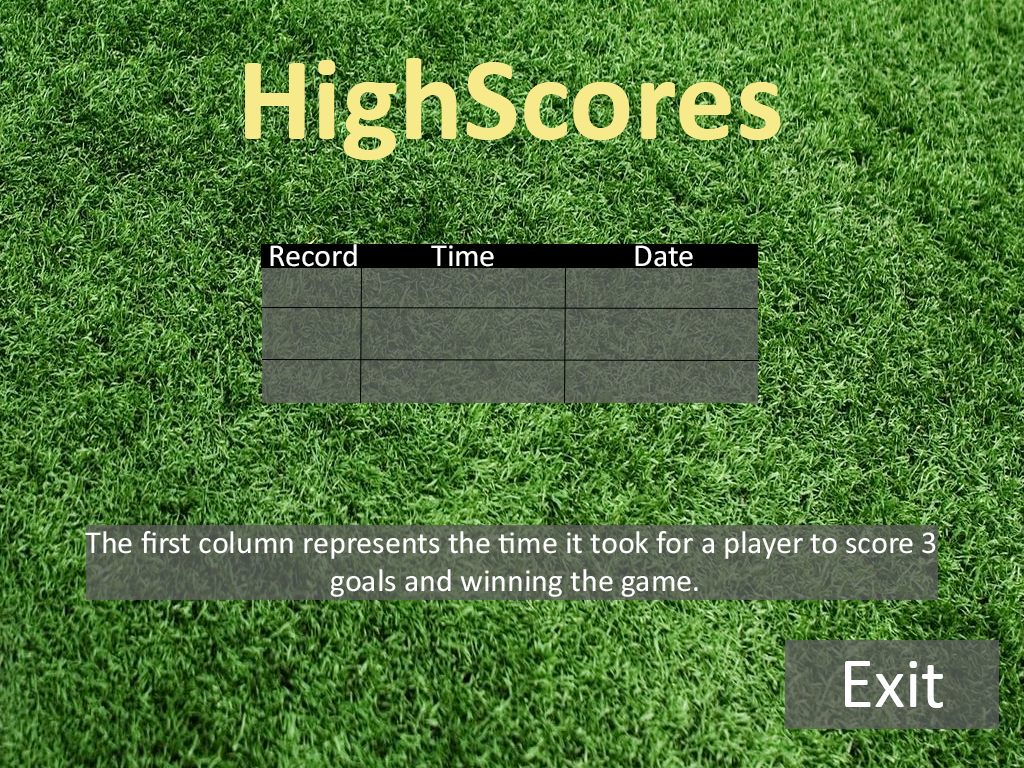 HighScores
Record Time Date
The first column represents the time it took for a player to score 3
goals and winning the game.
Exit